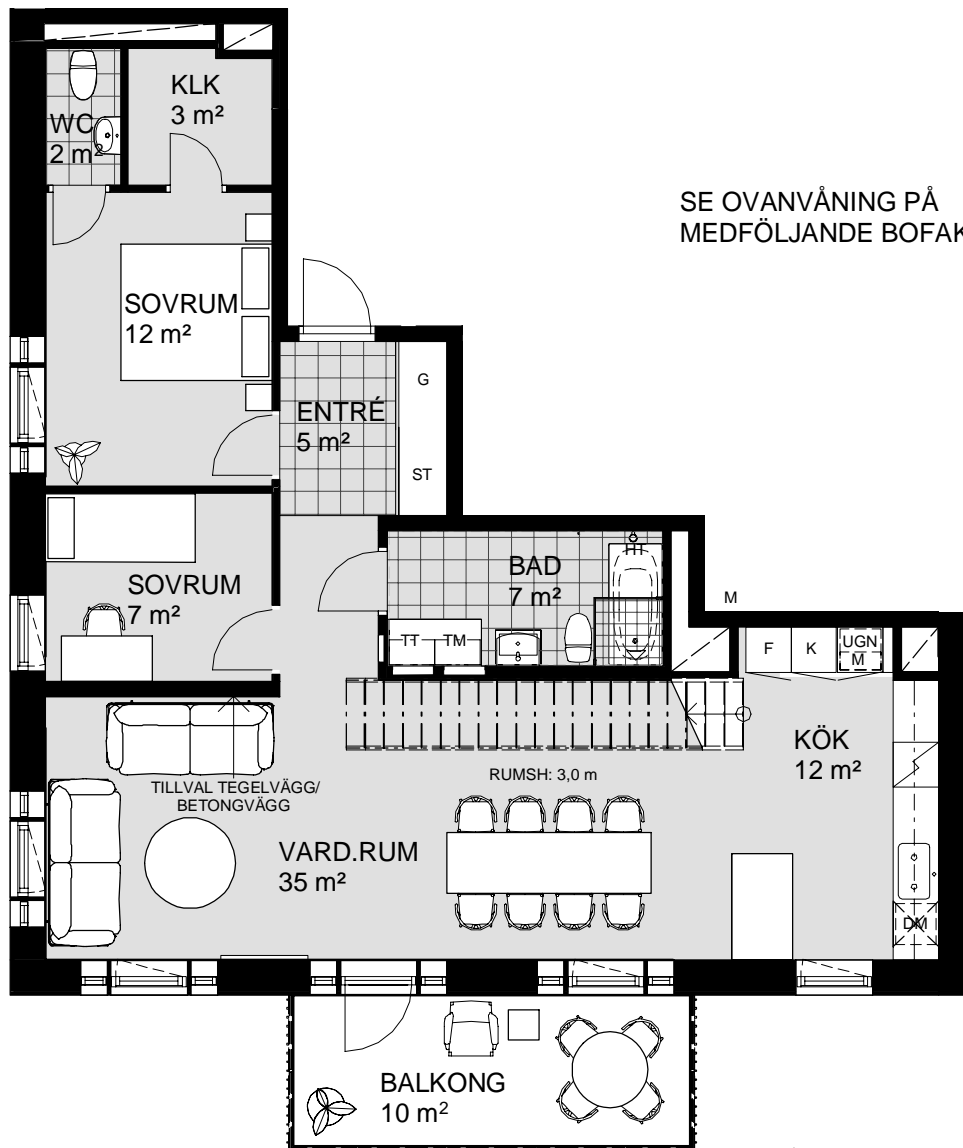 KLK
3 m²
WC
2 m²
SE OVANVÅNING PÅ
MEDFÖLJANDE BOFAK
SOVRUM
12 m²
G
ENTRÉ
5 m²
ST
SOVRUM
7 m²
BAD
7 m²
M
TT TM
F K UGN
M
KÖK
12 m²
RUMSH: 3,0 m
TILLVAL TEGELVÄGG/
BETONGVÄGG
VARD.RUM
35 m²
DM
BALKONG
10 m²